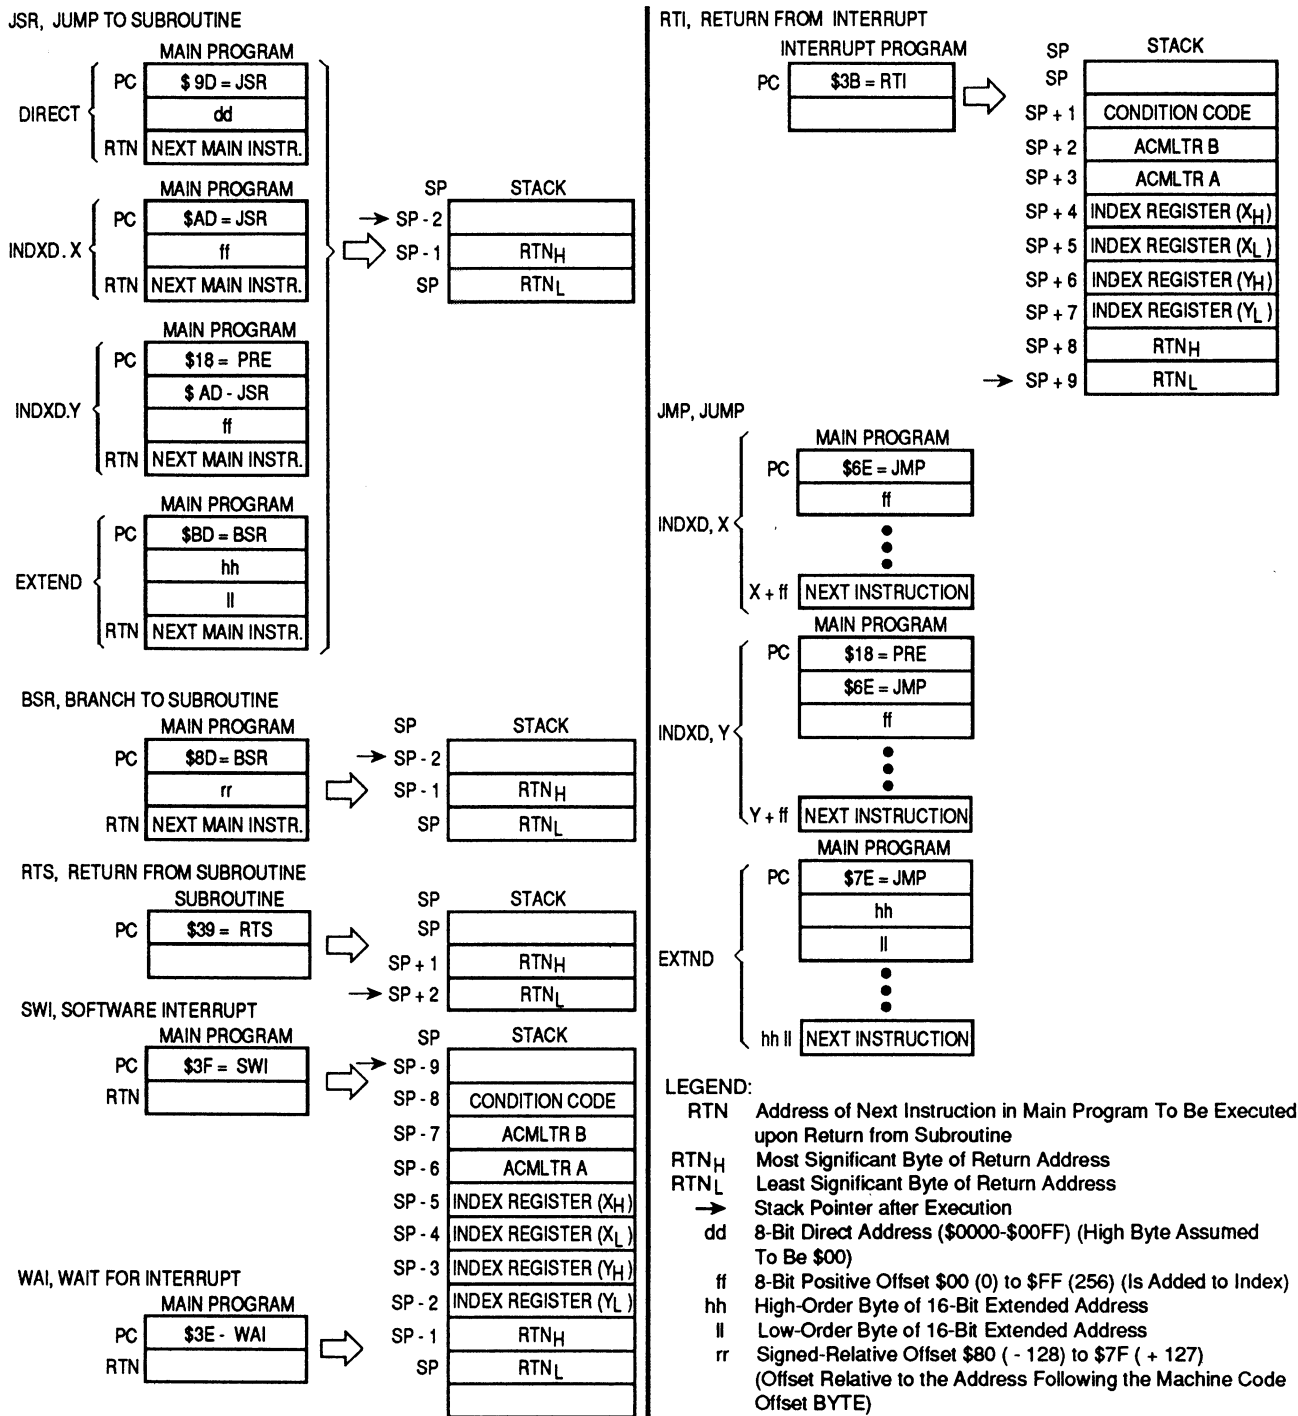 JSR, JUMP TO SUBROUTINE
MAIN PROGRAM
DIRECT
PC $ 9D = JSR
dd
RTN NEXT MAIN INSTR.
MAIN PROGRAM
INDXD . X
PC $AD = JSR
ff
RTN NEXT MAIN INSTR.
SP STACK
SP - 2
SP - 1 RTNH
SP RTNL
MAIN PROGRAM
INDXD.Y
PC $18 = PRE
$ AD - JSR
ff
RTN NEXT MAIN INSTR.
MAIN PROGRAM
EXTEND
PC $BD = BSR
hh
ll
RTN NEXT MAIN INSTR.
BSR, BRANCH TO SUBROUTINE
MAIN PROGRAM
PC $8D = BSR
rr
RTN NEXT MAIN INSTR.
SP STACK
SP - 2
SP - 1 RTNH
SP RTNL
RTS, RETURN FROM SUBROUTINE
SUBROUTINE
PC $39 = RTS
SP STACK
SP
SP + 1 RTNH
SP + 2 RTNL
SWI, SOFTWARE INTERRUPT
MAIN PROGRAM
PC $3F = SWI
RTN
SP STACK
SP - 9
SP - 8 CONDITION CODE
SP - 7 ACMLTR B
SP - 6 ACMLTR A
SP - 5 INDEX REGISTER (XH)
SP - 4 INDEX REGISTER (XL)
SP - 3 INDEX REGISTER (YH)
SP - 2 INDEX REGISTER (YL)
SP - 1 RTNH
SP RTNL
WAI, WAIT FOR INTERRUPT
MAIN PROGRAM
PC $3E - WAI
RTN
RTI, RETURN FROM INTERRUPT
INTERRUPT PROGRAM
PC $3B = RTI
SP STACK
SP
SP + 1 CONDITION CODE
SP + 2 ACMLTR B
SP + 3 ACMLTR A
SP + 4 INDEX REGISTER (XH)
SP + 5 INDEX REGISTER (XL)
SP + 6 INDEX REGISTER (YH)
SP + 7 INDEX REGISTER (YL)
SP + 8 RTNH
SP + 9 RTNL
JMP, JUMP
MAIN PROGRAM
INDXD, X
PC $6E = JMP
ff
X + ff NEXT INSTRUCTION
MAIN PROGRAM
INDXD, Y
PC $18 = PRE
$6E = JMP
ff
Y + ff NEXT INSTRUCTION
MAIN PROGRAM
EXTND
PC $7E = JMP
hh
ll
hh ll NEXT INSTRUCTION
LEGEND:
RTN Address of Next Instruction in Main Program To Be Executed
upon Return from Subroutine
RTNH Most Significant Byte of Return Address
RTNL Least Significant Byte of Return Address
→ Stack Pointer after Execution
dd 8-Bit Direct Address ($0000-$00FF) (High Byte Assumed
To Be $00)
ff 8-Bit Positive Offset $00 (0) to $FF (256) (Is Added to Index)
hh High-Order Byte of 16-Bit Extended Address
ll Low-Order Byte of 16-Bit Extended Address
rr Signed-Relative Offset $80 ( - 128) to $7F ( + 127)
(Offset Relative to the Address Following the Machine Code
Offset BYTE)